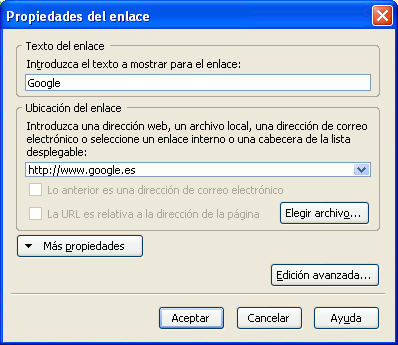 Propiedades del enlace
Texto del enlace
Introduzca el texto a mostrar para el enlace:
Google
Ubicación del enlace
Introduzca una dirección web, un archivo local, una dirección de correo
electrónico o seleccione un enlace interno o una cabecera de la lista
desplegable:
http://www.google.es
Lo anterior es una dirección de correo electrónico
La URL es relativa a la dirección de la página
Elegir archivo...
Más propiedades
Edición avanzada...
Aceptar
Cancelar
Ayuda